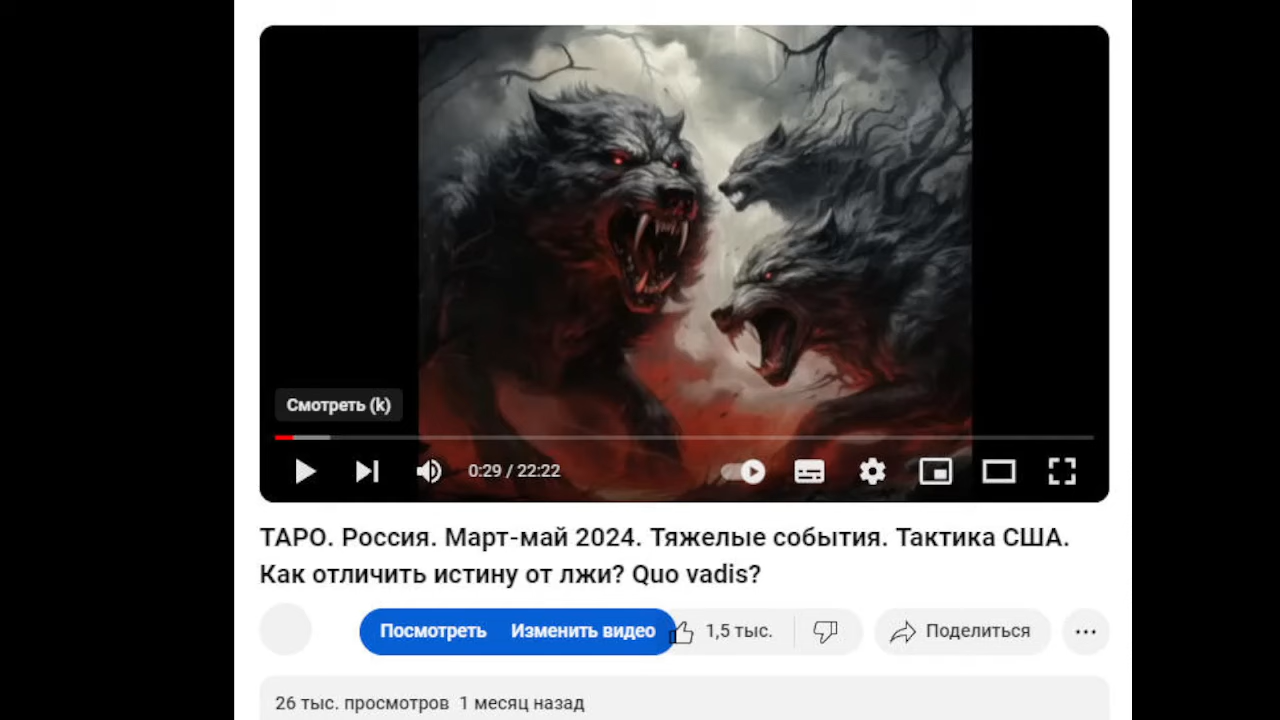 Смотреть (k)
0:29 / 22:22
ТАРО. Россия. Март-май 2024. Тяжелые события. Тактика США.
Как отличить истину от лжи? Quo vadis?
Посмотреть Изменить видео 1,5 тыс. Поделиться
26 тыс. просмотров 1 месяц назад